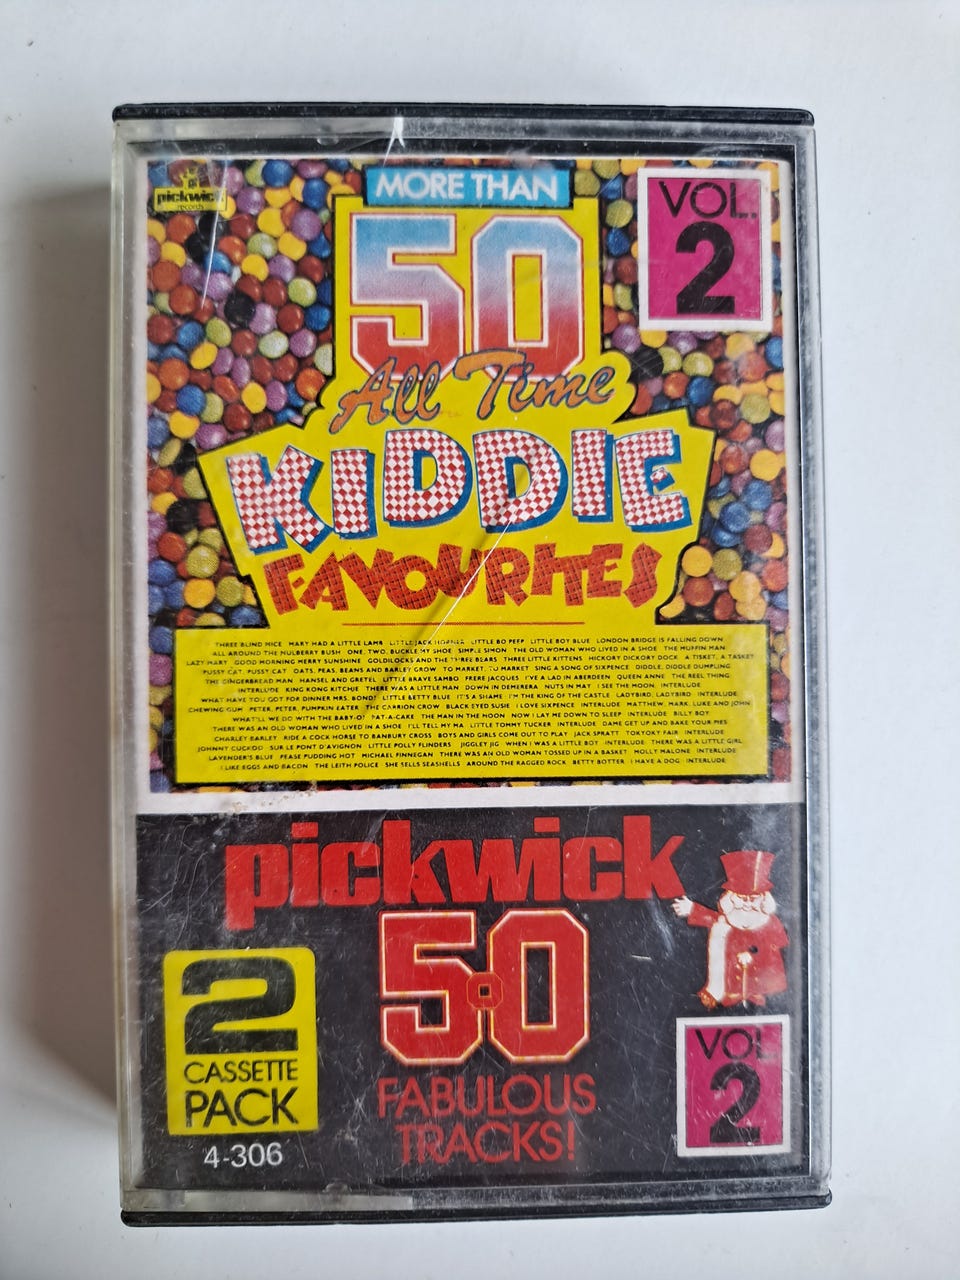 pickwick
records
MORE THAN
VOL.
2
50
All Time
KIDDIE
FAVOURITES
THREE BLIND MICE MARY HAD A LITTLE LAMB LITTLE JACK HORNER LITTLE BO PEEP LITTLE BOY BLUE LONDON BRIDGE IS FALLING DOWN
ALL AROUND THE MULBERRY BUSH ONE, TWO, BUCKLE MY SHOE SIMPLE SIMON THE OLD WOMAN WHO LIVED IN A SHOE THE MUFFIN MAN
LAZY MARY GOOD MORNING MERRY SUNSHINE GOLDILOCKS AND THE THREE BEARS THREE LITTLE KITTENS HICKORY DICKORY DOCK A TISKET, A TASKET
PUSSY CAT, PUSSY CAT OATS, PEAS, BEANS AND BARLEY GROW TO MARKET, TO MARKET SING A SONG OF SIXPENCE DIDDLE, DIDDLE DUMPLING
THE GINGERBREAD MAN HANSEL AND GRETEL LITTLE BRAVE SAMBO FRERE JACQUES I'VE A LAD IN ABERDEEN QUEEN ANNE THE REEL THING
INTERLUDE KING KONG KITCHIE THERE WAS A LITTLE MAN DOWN IN DEMERERA NUTS IN MAY I SEE THE MOON INTERLUDE
WHAT HAVE YOU GOT FOR DINNER MRS. BOND? LITTLE BETTY BLUE IT'S A SHAME I'M THE KING OF THE CASTLE LADYBIRD, LADYBIRD INTERLUDE
CHEWING GUM PETER, PETER, PUMPKIN EATER THE CARRION CROW BLACK EYED SUSIE I LOVE SIXPENCE INTERLUDE MATTHEW, MARK, LUKE AND JOHN
WHAT'LL WE DO WITH THE BABY-O? PAT-A-CAKE THE MAN IN THE MOON NOW I LAY ME DOWN TO SLEEP INTERLUDE BILLY BOY
THERE WAS AN OLD WOMAN WHO LIVED IN A SHOE I'LL TELL MY MA LITTLE TOMMY TUCKER INTERLUDE DAME GET UP AND BAKE YOUR PIES
CHARLEY BARLEY RIDE A COCK HORSE TO BANBURY CROSS BOYS AND GIRLS COME OUT TO PLAY JACK SPRATT TOKYOKY FAIR INTERLUDE
JOHNNY CUCKOO SUR LE PONT D'AVIGNON LITTLE POLLY FLINDERS JIGGLEY JIG WHEN I WAS A LITTLE BOY INTERLUDE THERE WAS A LITTLE GIRL
LAVENDER'S BLUE PEASE PUDDING HOT MICHAEL FINNEGAN THERE WAS AN OLD WOMAN TOSSED UP IN A BASKET MOLLY MALONE INTERLUDE
I LIKE EGGS AND BACON THE LEITH POLICE SHE SELLS SEASHELLS AROUND THE RAGGED ROCK BETTY BOTTER I HAVE A DOG INTERLUDE
pickwick
50
FABULOUS
TRACKS!
2
CASSETTE
PACK
4-306
VOL
2